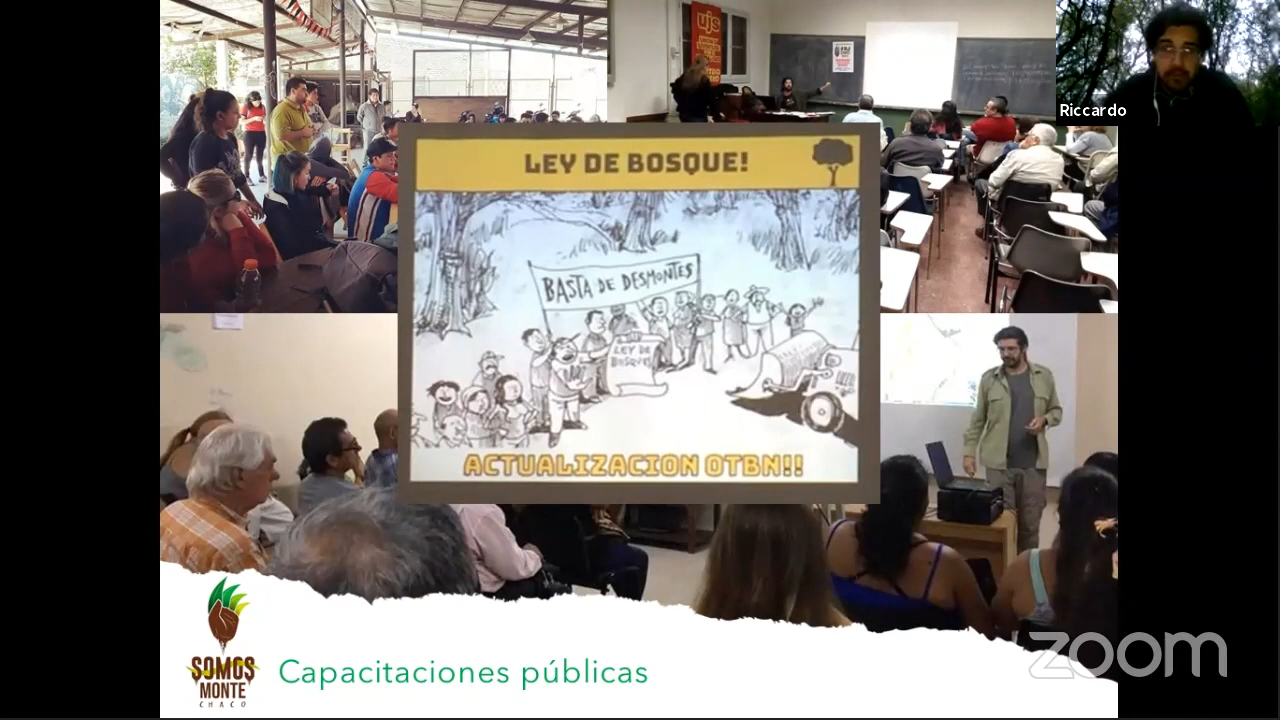 ujs
Riccardo
LEY DE BOSQUE!
BASTA DE DESMONTES
LEY DE
BOSQUE
ACTUALIZACION OTBN!!
SOMOS
MONTE
CHACO
Capacitaciones públicas
zoom